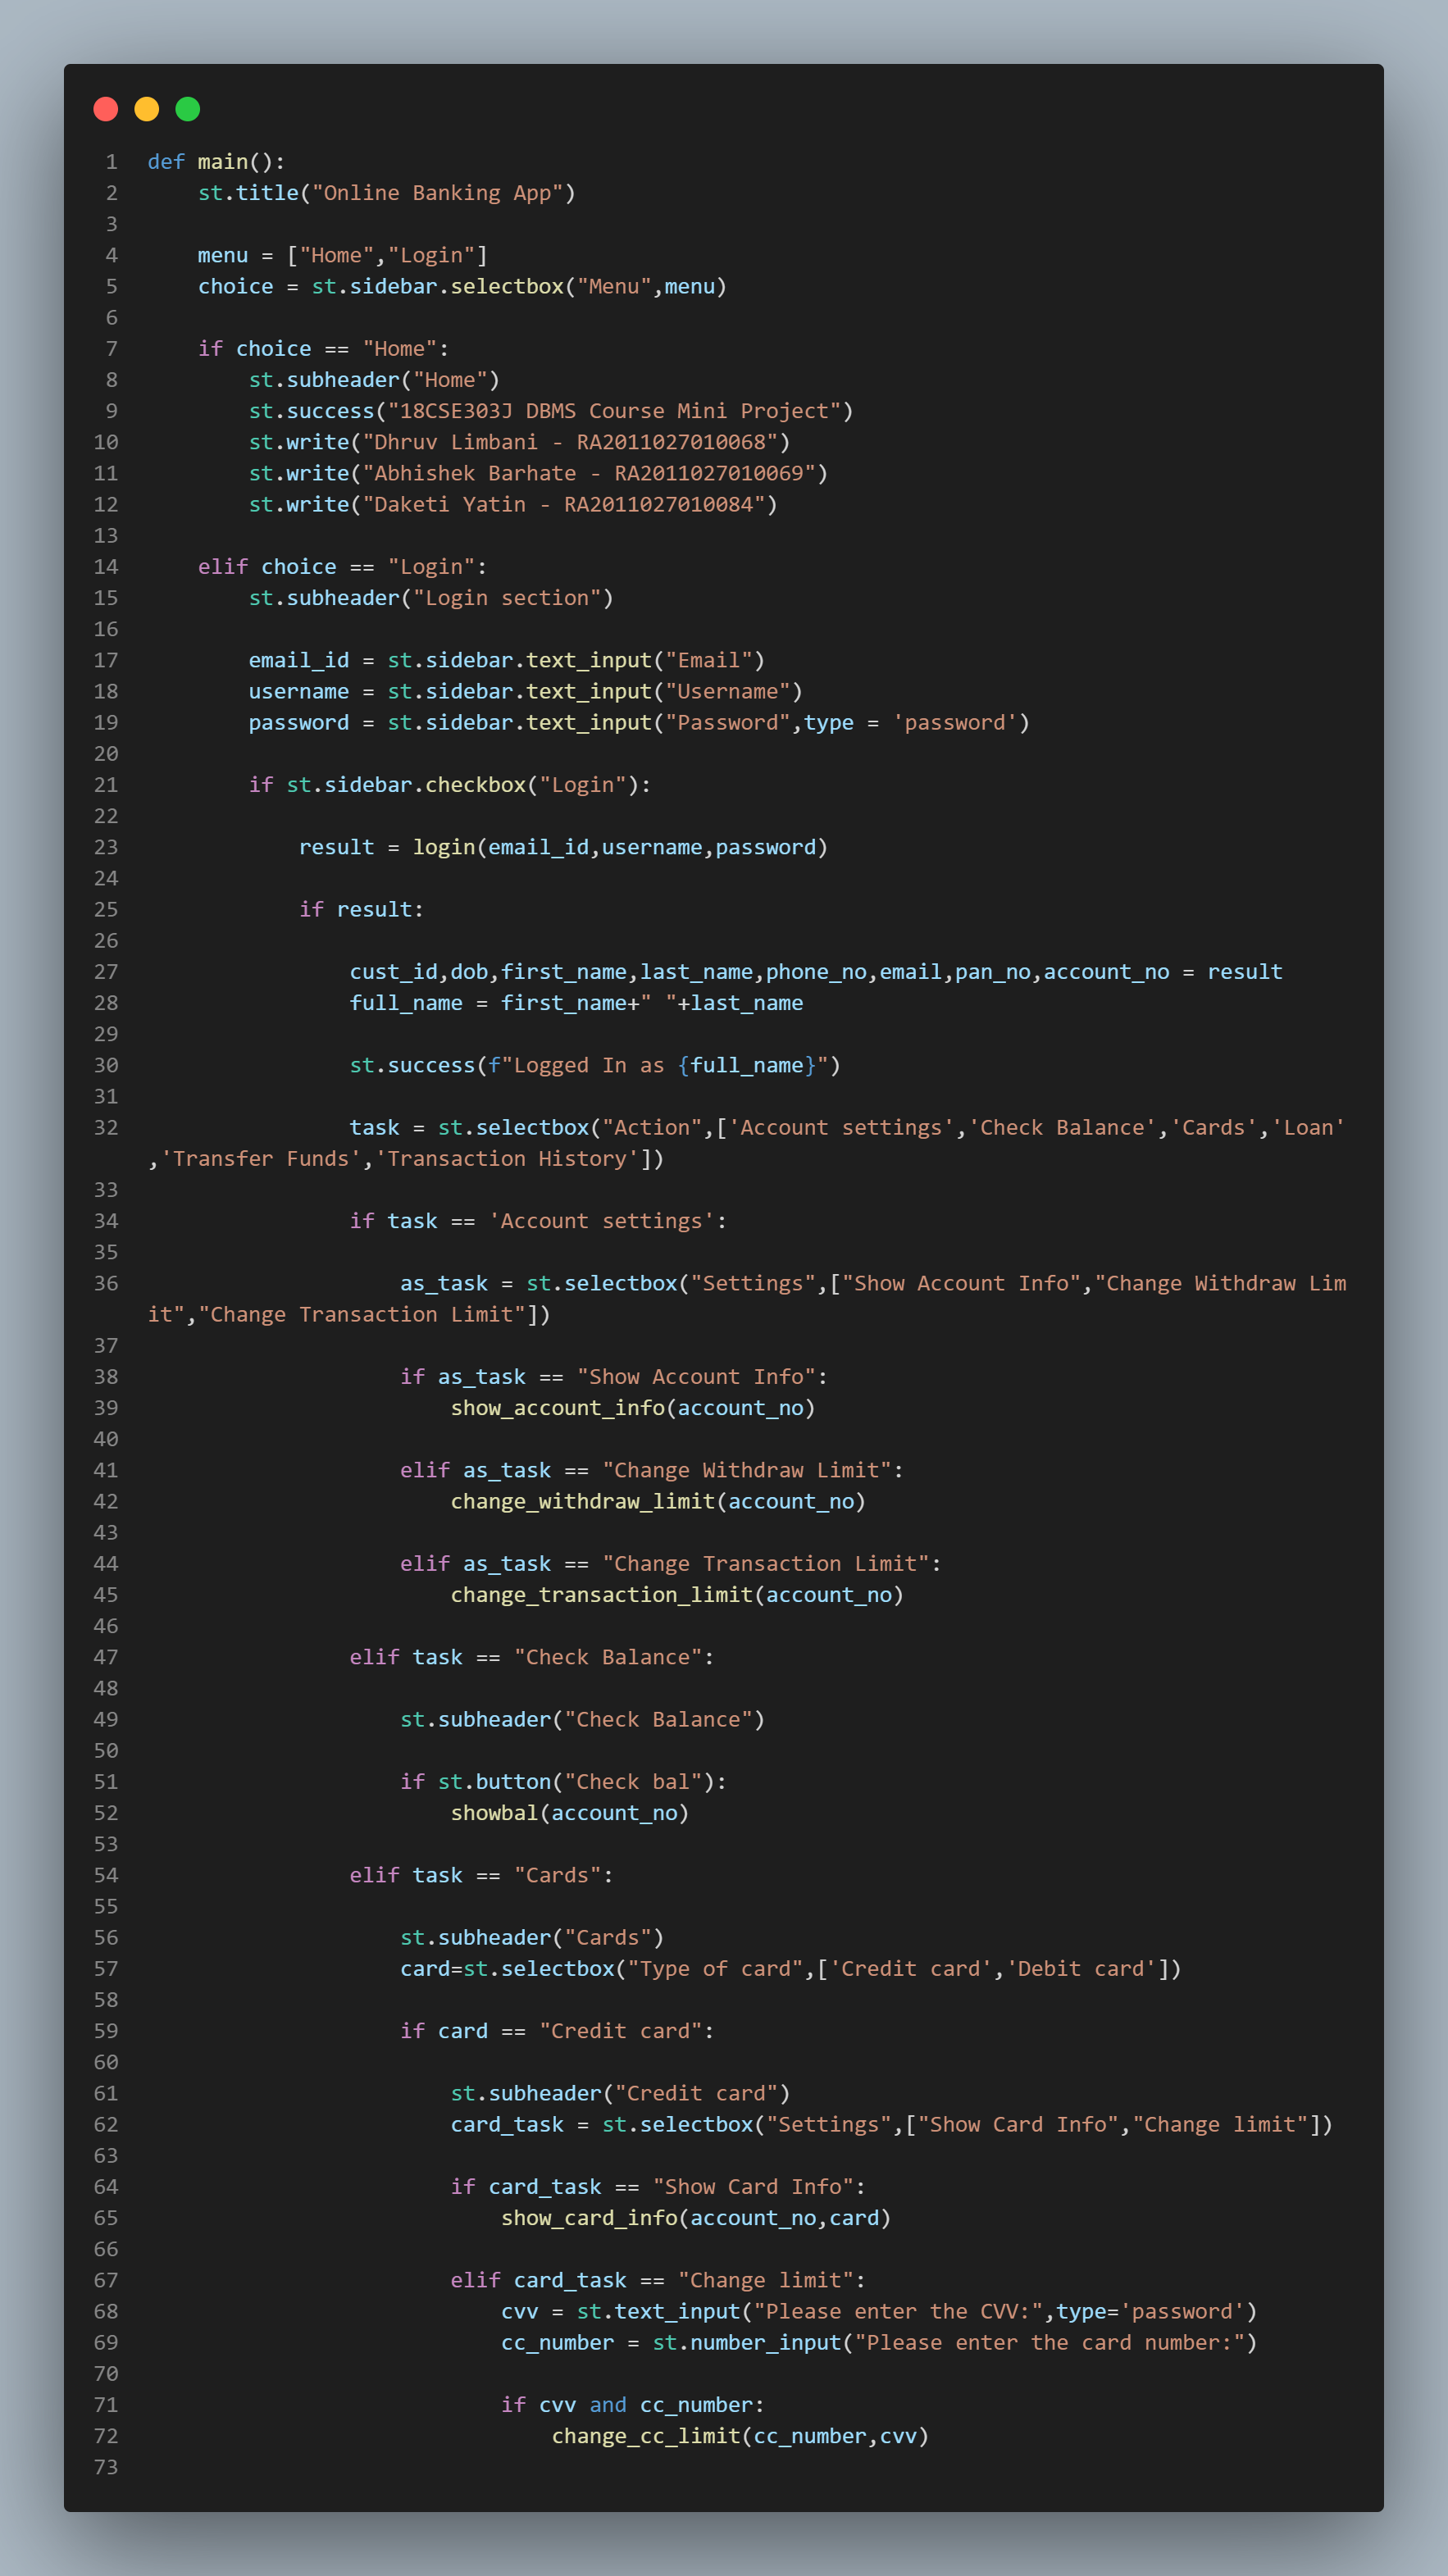 1 def main():
2     st.title("Online Banking App")
3
4     menu = ["Home","Login"]
5     choice = st.sidebar.selectbox("Menu",menu)
6
7     if choice == "Home":
8         st.subheader("Home")
9         st.success("18CSE303J DBMS Course Mini Project")
10         st.write("Dhruv Limbani - RA2011027010068")
11         st.write("Abhishek Barhate - RA2011027010069")
12         st.write("Daketi Yatin - RA2011027010084")
13
14     elif choice == "Login":
15         st.subheader("Login section")
16
17         email_id = st.sidebar.text_input("Email")
18         username = st.sidebar.text_input("Username")
19         password = st.sidebar.text_input("Password",type = 'password')
20
21         if st.sidebar.checkbox("Login"):
22
23             result = login(email_id,username,password)
24
25             if result:
26
27                 cust_id,dob,first_name,last_name,phone_no,email,pan_no,account_no = result
28                 full_name = first_name+" "+last_name
29
30                 st.success(f"Logged In as {full_name}")
31
32                 task = st.selectbox("Action",['Account settings','Check Balance','Cards','Loan'
,'Transfer Funds','Transaction History'])
33
34                 if task == 'Account settings':
35
36                     as_task = st.selectbox("Settings",["Show Account Info","Change Withdraw Lim
it","Change Transaction Limit"])
37
38                     if as_task == "Show Account Info":
39                         show_account_info(account_no)
40
41                     elif as_task == "Change Withdraw Limit":
42                         change_withdraw_limit(account_no)
43
44                     elif as_task == "Change Transaction Limit":
45                         change_transaction_limit(account_no)
46
47                 elif task == "Check Balance":
48
49                     st.subheader("Check Balance")
50
51                     if st.button("Check bal"):
52                         showbal(account_no)
53
54                 elif task == "Cards":
55
56                     st.subheader("Cards")
57                     card=st.selectbox("Type of card",['Credit card','Debit card'])
58
59                     if card == "Credit card":
60
61                         st.subheader("Credit card")
62                         card_task = st.selectbox("Settings",["Show Card Info","Change limit"])
63
64                         if card_task == "Show Card Info":
65                             show_card_info(account_no,card)
66
67                         elif card_task == "Change limit":
68                             cvv = st.text_input("Please enter the CVV:",type='password')
69                             cc_number = st.number_input("Please enter the card number:")
70
71                             if cvv and cc_number:
72                                 change_cc_limit(cc_number,cvv)
73